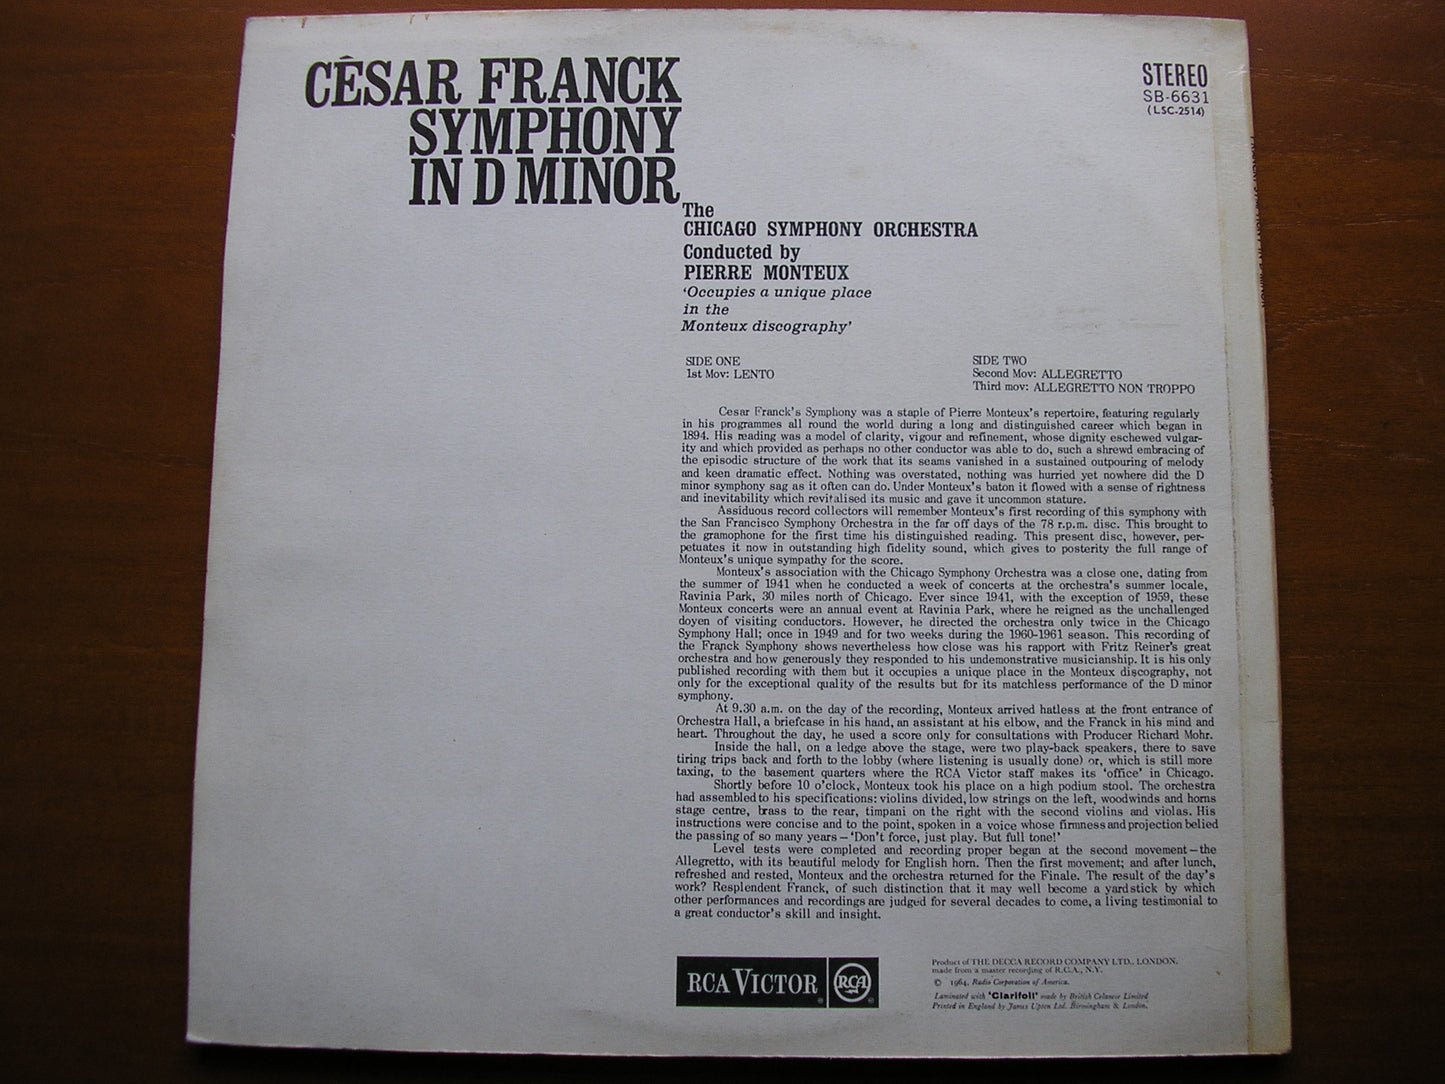 CÊSAR FRANCK
SYMPHONY
IN D MINOR
STEREO
SB-6631
(LSC-2514)
The
CHICAGO SYMPHONY ORCHESTRA
Conducted by
PIERRE MONTEUX
‘Occupies a unique place
in the
Monteux discography’
SIDE ONE
1st Mov: LENTO
SIDE TWO
Second Mov: ALLEGRETTO
Third mov: ALLEGRETTO NON TROPPO
Cesar Franck's Symphony was a staple of Pierre Monteux's repertoire, featuring regularly
in his programmes all round the world during a long and distinguished career which began in
1894. His reading was a model of clarity, vigour and refinement, whose dignity eschewed vulgar-
ity and which provided as perhaps no other conductor was able to do, such a shrewd embracing of
the episodic structure of the work that its seams vanished in a sustained outpouring of melody
and keen dramatic effect. Nothing was overstated, nothing was hurried yet nowhere did the D
minor symphony sag as it often can do. Under Monteux's baton it flowed with a sense of rightness
and inevitability which revitalised its music and gave it uncommon stature.
Assiduous record collectors will remember Monteux's first recording of this symphony with
the San Francisco Symphony Orchestra in the far off days of the 78 r.p.m. disc. This brought to
the gramophone for the first time his distinguished reading. This present disc, however, per-
petuates it now in outstanding high fidelity sound, which gives to posterity the full range of
Monteux's unique sympathy for the score.
Monteux's association with the Chicago Symphony Orchestra was a close one, dating from
the summer of 1941 when he conducted a week of concerts at the orchestra's summer locale,
Ravinia Park, 30 miles north of Chicago. Ever since 1941, with the exception of 1959, these
Monteux concerts were an annual event at Ravinia Park, where he reigned as the unchallenged
doyen of visiting conductors. However, he directed the orchestra only twice in the Chicago
Symphony Hall; once in 1949 and for two weeks during the 1960-1961 season. This recording of
the Franck Symphony shows nevertheless how close was his rapport with Fritz Reiner's great
orchestra and how generously they responded to his undemonstrative musicianship. It is his only
published recording with them but it occupies a unique place in the Monteux discography, not
only for the exceptional quality of the results but for its matchless performance of the D minor
symphony.
At 9.30 a.m. on the day of the recording, Monteux arrived hatless at the front entrance of
Orchestra Hall, a briefcase in his hand, an assistant at his elbow, and the Franck in his mind and
heart. Throughout the day, he used a score only for consultations with Producer Richard Mohr.
Inside the hall, on a ledge above the stage, were two play-back speakers, there to save
tiring trips back and forth to the lobby (where listening is usually done) or, which is still more
taxing, to the basement quarters where the RCA Victor staff makes its ‘office’ in Chicago.
Shortly before 10 o'clock, Monteux took his place on a high podium stool. The orchestra
had assembled to his specifications: violins divided, low strings on the left, woodwinds and horns
stage centre, brass to the rear, timpani on the right with the second violins and violas. His
instructions were concise and to the point, spoken in a voice whose firmness and projection belied
the passing of so many years – ‘Don't force, just play. But full tone!’
Level tests were completed and recording proper began at the second movement – the
Allegretto, with its beautiful melody for English horn. Then the first movement; and after lunch,
refreshed and rested, Monteux and the orchestra returned for the Finale. The result of the day's
work? Resplendent Franck, of such distinction that it may well become a yardstick by which
other performances and recordings are judged for several decades to come, a living testimonial to
a great conductor's skill and insight.
RCA VICTOR
RCA
Product of THE DECCA RECORD COMPANY LTD., LONDON,
made from a master recording of R.C.A., N.Y.
© 1964, Radio Corporation of America.
Laminated with ‘Clarifoil’ made by British Celanese Limited
Printed in England by James Upton Ltd. Birmingham & London.